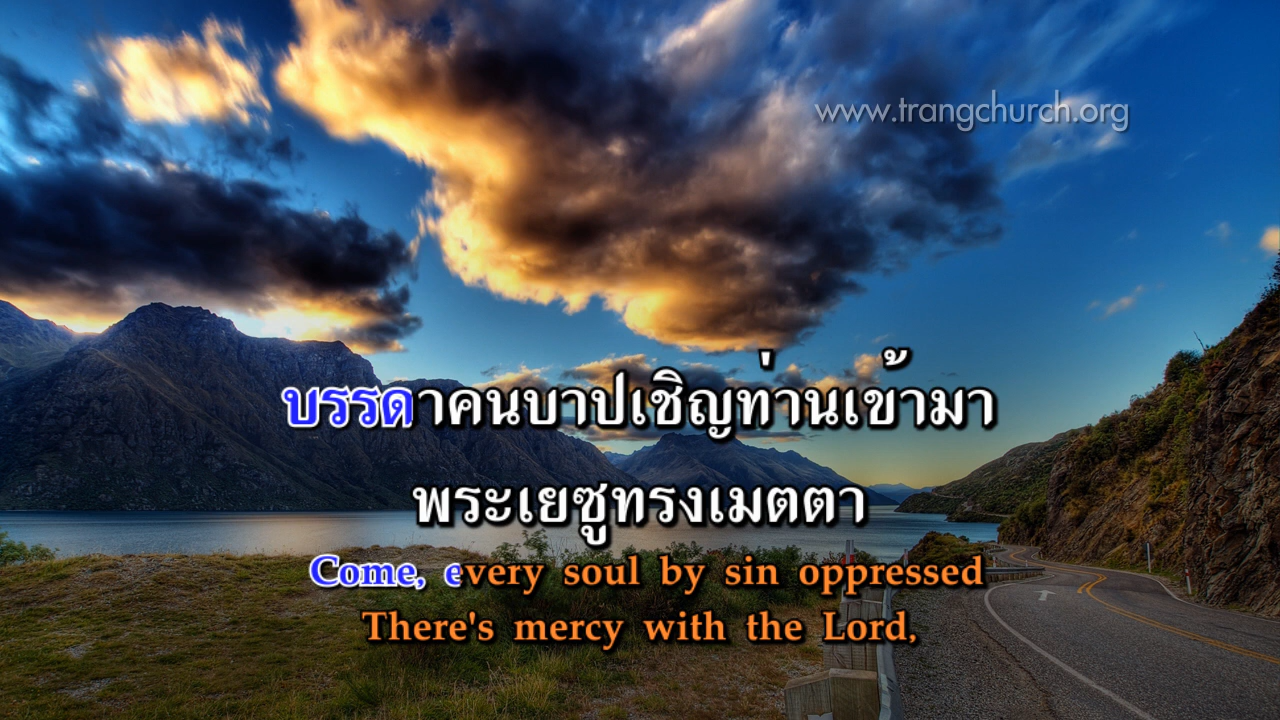 www.trangchurch.org
บรรดาคนบาปเชิญท่านเข้ามา
พระเยซูทรงเมตตา
Come, every soul by sin oppressed
There's mercy with the Lord,